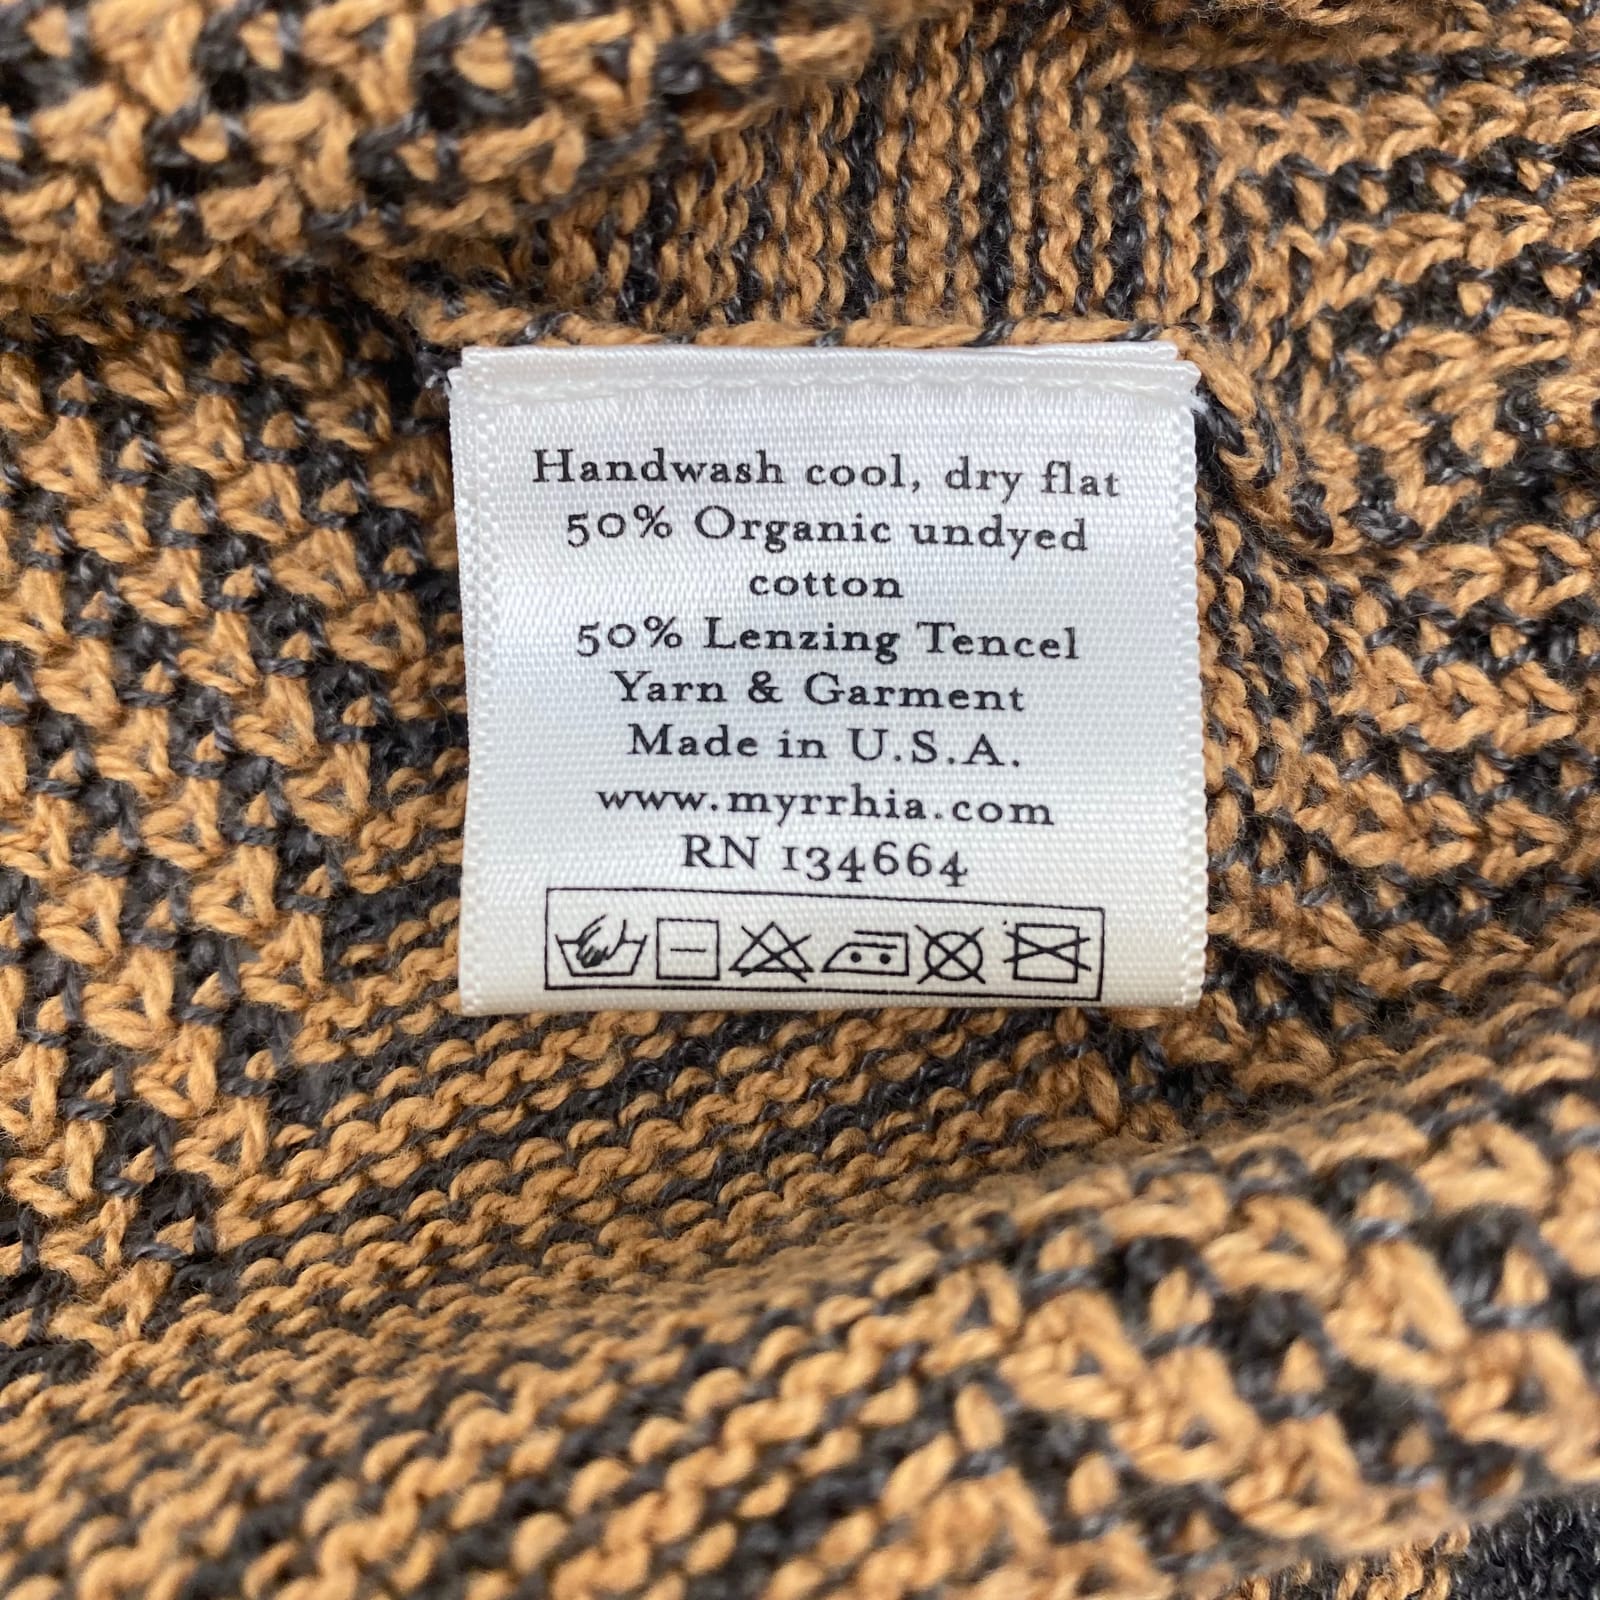 Handwash cool, dry flat
50% Organic undyed
cotton
50% Lenzing Tencel
Yarn & Garment
Made in U.S.A.
www.myrrhia.com
RN 134664